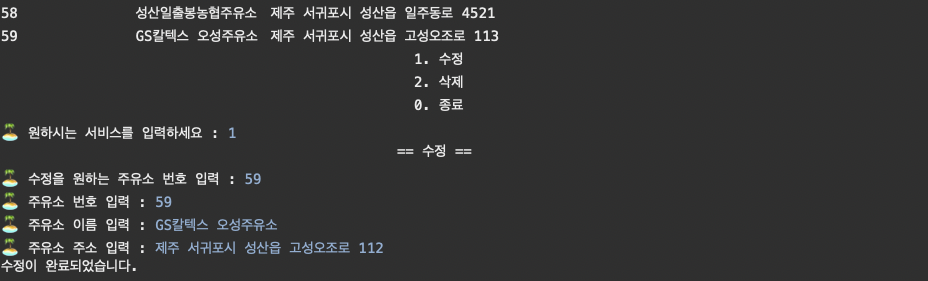 58 성산일출봉농협주유소 제주 서귀포시 성산읍 일주동로 4521
59 GS칼텍스 오성주유소 제주 서귀포시 성산읍 고성오조로 113
1. 수정
2. 삭제
0. 종료
🏝️ 원하시는 서비스를 입력하세요 : 1
== 수정 ==
🏝️ 수정을 원하는 주유소 번호 입력 : 59
🏝️ 주유소 번호 입력 : 59
🏝️ 주유소 이름 입력 : GS칼텍스 오성주유소
🏝️ 주유소 주소 입력 : 제주 서귀포시 성산읍 고성오조로 112
수정이 완료되었습니다.